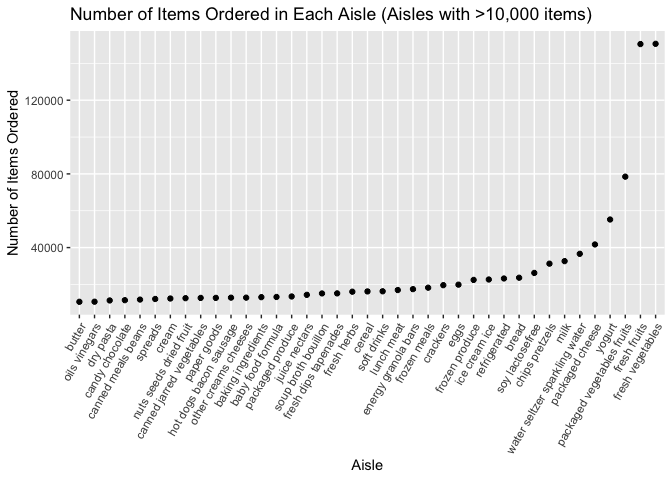 Number of Items Ordered in Each Aisle (Aisles with >10,000 items)
Number of Items Ordered
120000
80000
40000
butter
oils vinegars
dry pasta
candy chocolate
canned meals beans
spreads
cream
nuts seeds dried fruit
canned jarred vegetables
paper goods
hot dogs bacon sausage
other creams cheeses
baking ingredients
baby food formula
packaged produce
juice nectars
soup broth bouillon
fresh dips tapenades
fresh herbs
cereal
soft drinks
lunch meat
energy granola bars
frozen meals
crackers
eggs
frozen produce
ice cream ice
refrigerated
bread
soy lactosefree
chips pretzels
milk
water seltzer sparkling water
packaged cheese
yogurt
packaged vegetables fruits
fresh fruits
fresh vegetables
Aisle